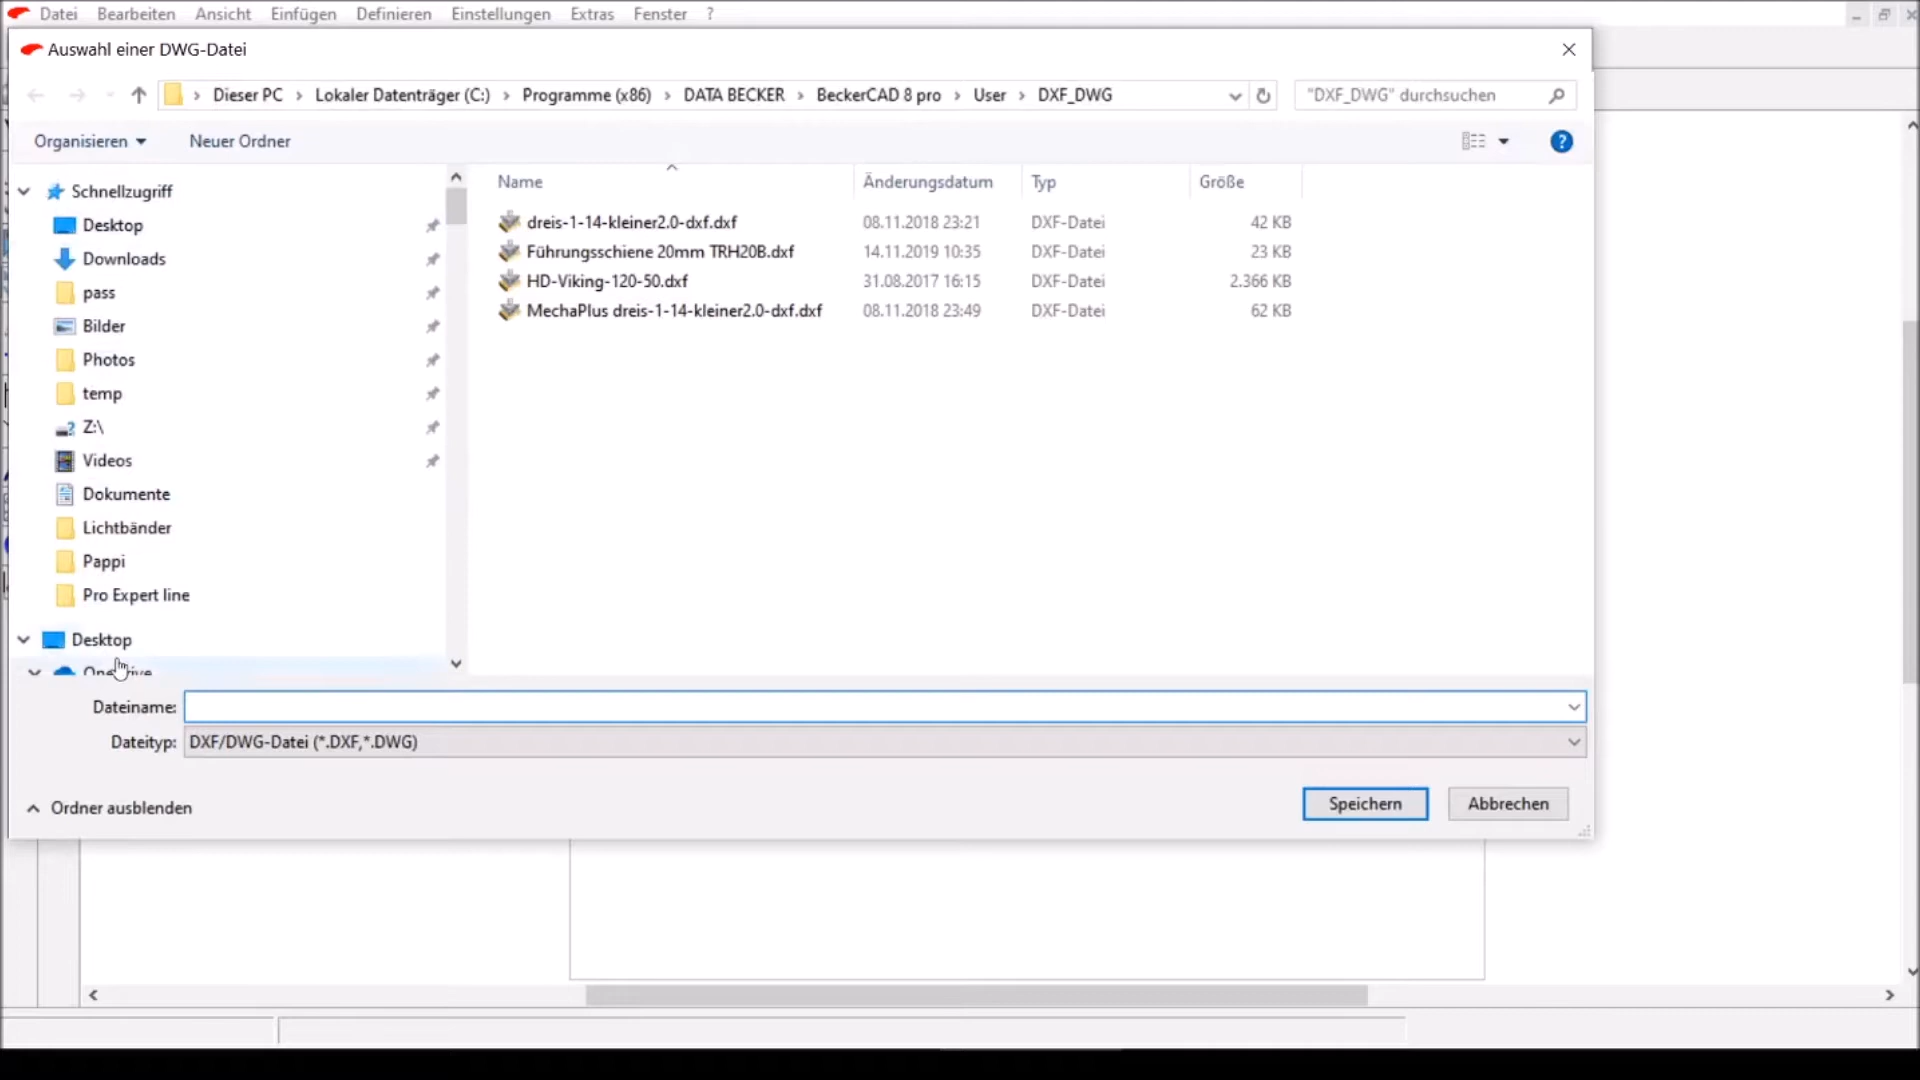 Datei Bearbeiten Ansicht Einfügen Definieren Einstellungen Extras Fenster ?
Auswahl einer DWG-Datei
Dieser PC › Lokaler Datenträger (C:) › Programme (x86) › DATA BECKER › BeckerCAD 8 pro › User › DXF_DWG
"DXF_DWG" durchsuchen
Organisieren Neuer Ordner
Name Änderungsdatum Typ Größe
dreis-1-14-kleiner2.0-dxf.dxf 08.11.2018 23:21 DXF-Datei 42 KB
Führungsschiene 20mm TRH20B.dxf 14.11.2019 10:35 DXF-Datei 23 KB
HD-Viking-120-50.dxf 31.08.2017 16:15 DXF-Datei 2.366 KB
MechaPlus dreis-1-14-kleiner2.0-dxf.dxf 08.11.2018 23:49 DXF-Datei 62 KB
Schnellzugriff
Desktop
Downloads
pass
Bilder
Photos
temp
Z:\
Videos
Dokumente
Lichtbänder
Pappi
Pro Expert line
Desktop
OneDrive
Dateiname:
Dateityp: DXF/DWG-Datei (*.DXF,*.DWG)
Ordner ausblenden
Speichern Abbrechen